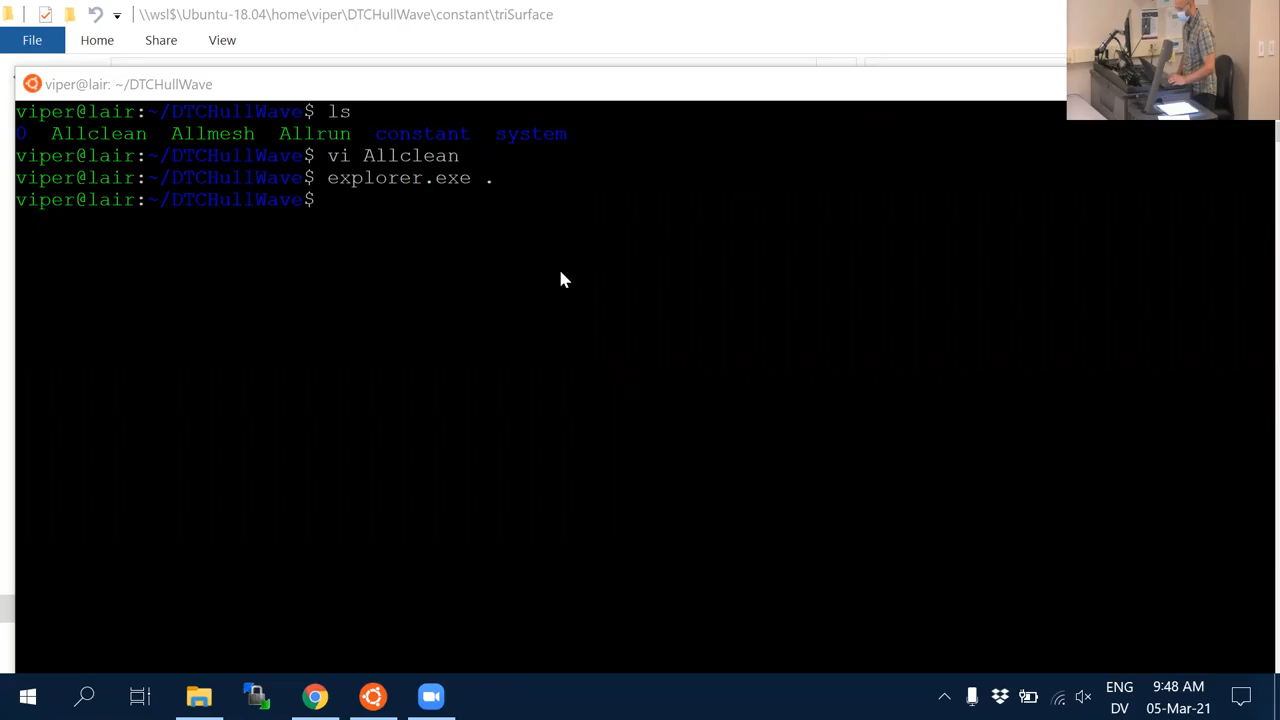 \\wsl$\Ubuntu-18.04\home\viper\DTCHullWave\constant\triSurface
File Home Share View
viper@lair: ~/DTCHullWave
viper@lair:~/DTCHullWave$ ls
0 Allclean Allmesh Allrun constant system
viper@lair:~/DTCHullWave$ vi Allclean
viper@lair:~/DTCHullWave$ explorer.exe .
viper@lair:~/DTCHullWave$
ENG 9:48 AM
DV 05-Mar-21